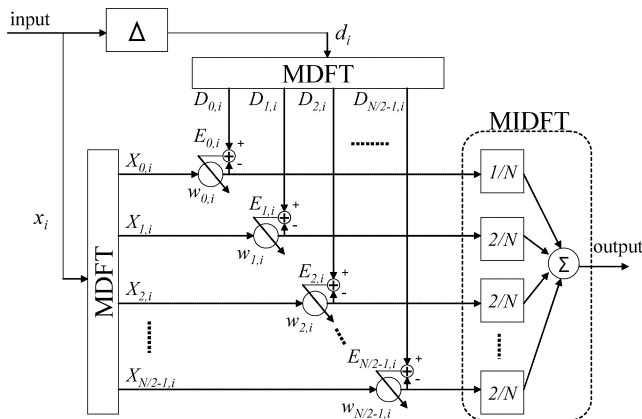 input
Δ
d_i
MDFT
D_{0,i} D_{1,i} D_{2,i} D_{N/2-1,i}
MIDFT
E_{0,i} + -
X_{0,i}
w_{0,i}
1/N
x_i
MDFT
E_{1,i} + -
X_{1,i}
w_{1,i}
2/N
output
Σ
E_{2,i} + -
X_{2,i}
w_{2,i}
2/N
E_{N/2-1,i} + -
X_{N/2-1,i}
w_{N/2-1,i}
2/N